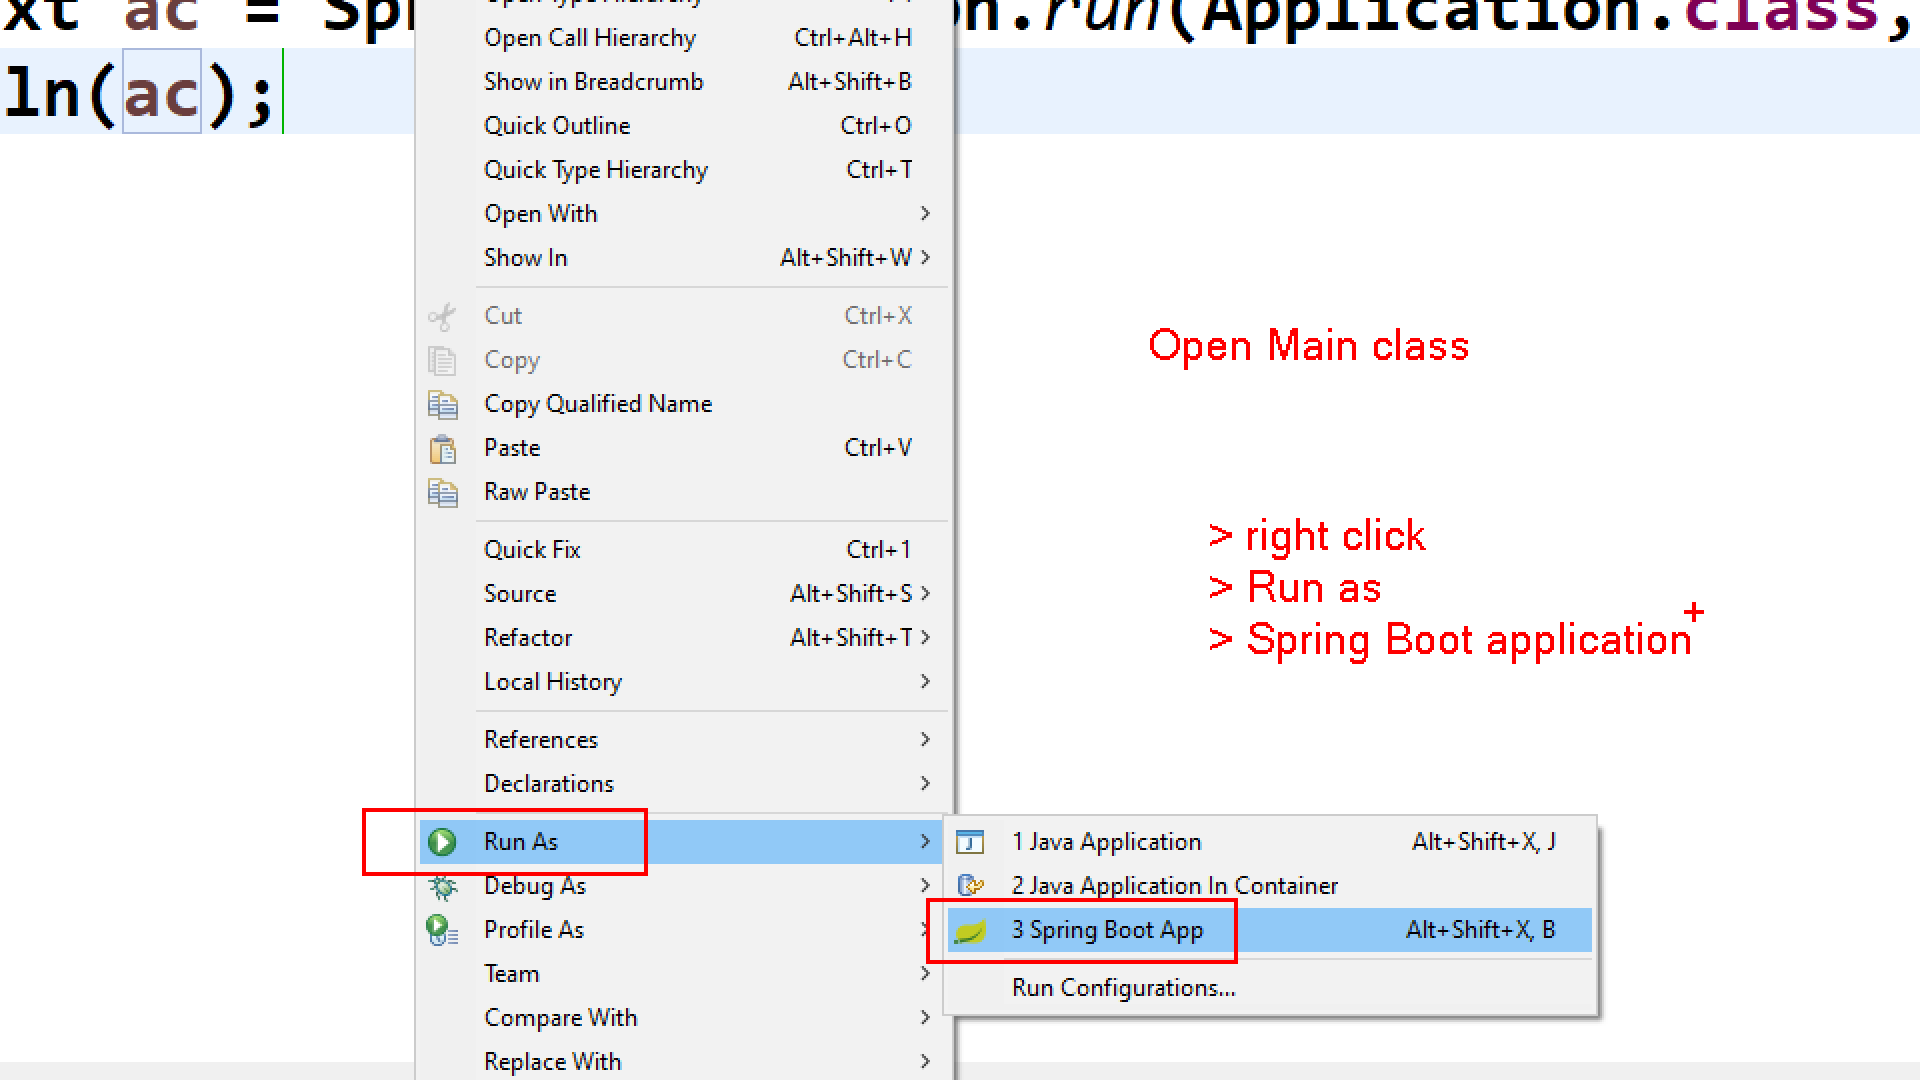 xt ac = Sp
n.run(Application.class,
ln(ac);
Open Type Hierarchy
Open Call Hierarchy Ctrl+Alt+H
Show in Breadcrumb Alt+Shift+B
Quick Outline Ctrl+O
Quick Type Hierarchy Ctrl+T
Open With
Show In Alt+Shift+W
Cut Ctrl+X
Copy Ctrl+C
Copy Qualified Name
Paste Ctrl+V
Raw Paste
Quick Fix Ctrl+1
Source Alt+Shift+S
Refactor Alt+Shift+T
Local History
References
Declarations
Run As
Debug As
Profile As
Team
Compare With
Replace With
1 Java Application Alt+Shift+X, J
2 Java Application In Container
3 Spring Boot App Alt+Shift+X, B
Run Configurations...
Open Main class
> right click
> Run as
> Spring Boot application